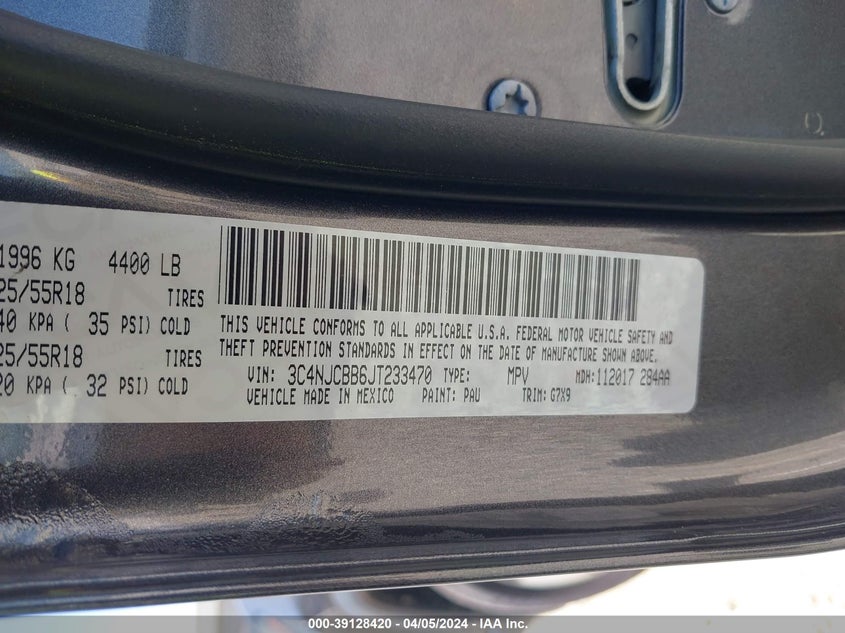 1996 KG 4400 LB
25/55R18 TIRES
40 KPA ( 35 PSI) COLD
25/55R18 TIRES
20 KPA ( 32 PSI) COLD
THIS VEHICLE CONFORMS TO ALL APPLICABLE U.S.A. FEDERAL MOTOR VEHICLE SAFETY AND
THEFT PREVENTION STANDARDS IN EFFECT ON THE DATE OF MANUFACTURE SHOWN ABOVE.
VIN: 3C4NJCBB6JT233470 TYPE: MPV MDH:112017 284AA
VEHICLE MADE IN MEXICO PAINT: PAU TRIM: G7X9
000-39128420 / 04/05/2024 - IAA Inc.